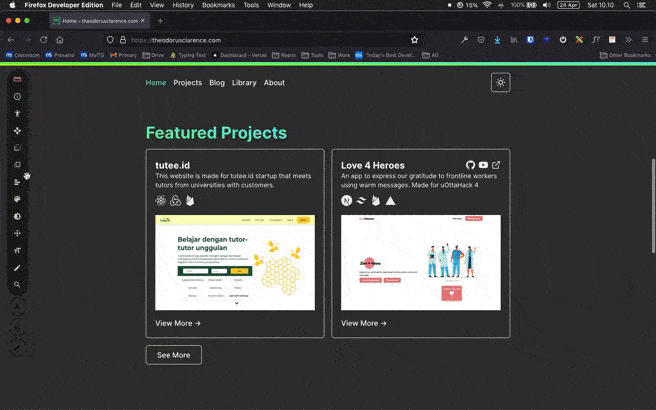 Firefox Developer Edition File Edit View History Bookmarks Tools Window Help
15% 100% 24 Apr Sat 10.10
Home – theodorusclarence.com
https://theodorusclarence.com
Classroom Presensi MyITS Primary Drive Typing Test Dashboard – Vercel Repos Tools Work Today's Best Devel... AG Other Bookmarks
Home Projects Blog Library About
Featured Projects
tutee.id
This website is made for tutee.id startup that meets
tutors from universities with customers.
Belajar dengan tutor-
tutor unggulan
View More →
Love 4 Heroes
An app to express our gratitude to frontline workers
using warm messages. Made for uOttaHack 4
View More →
See More